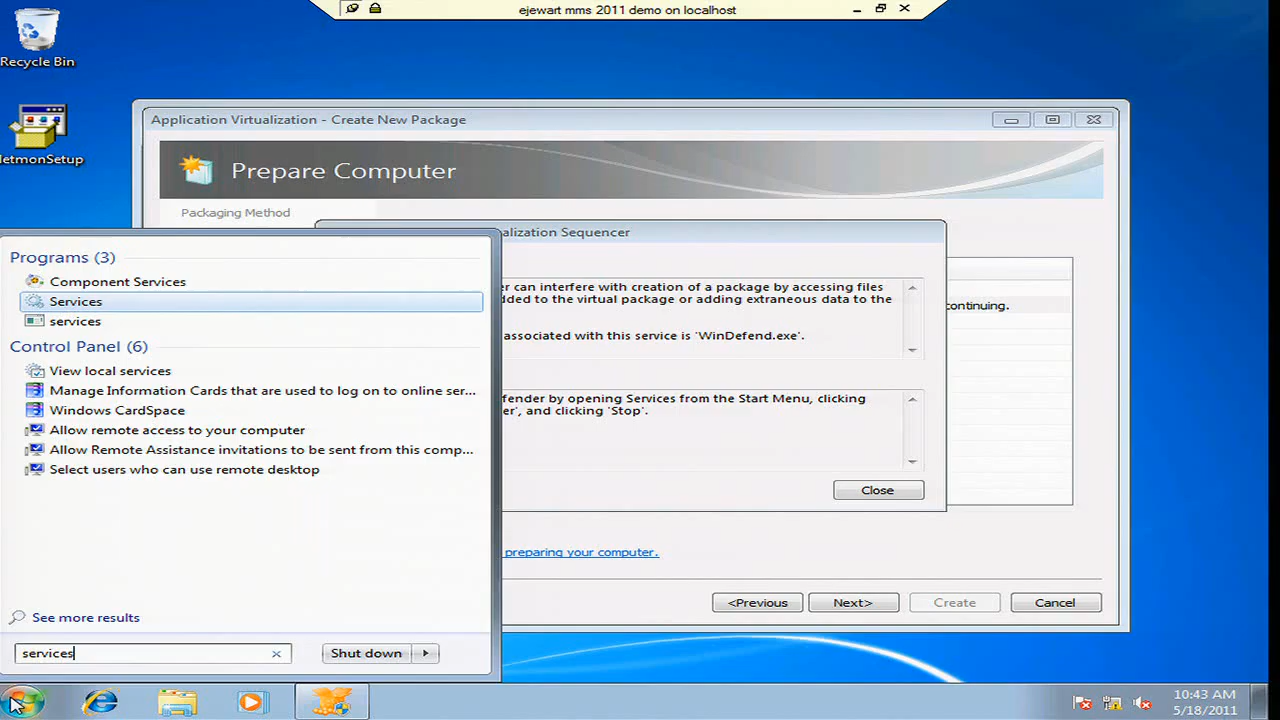 ejewart mms 2011 demo on localhost
Recycle Bin
etmonSetup
Application Virtualization - Create New Package
Prepare Computer
Packaging Method
alization Sequencer
er can interfere with creation of a package by accessing files
dded to the virtual package or adding extraneous data to the
associated with this service is 'WinDefend.exe'.
continuing.
fender by opening Services from the Start Menu, clicking
er', and clicking 'Stop'.
Close
preparing your computer.
<Previous
Next>
Create
Cancel
Programs (3)
Component Services
Services
services
Control Panel (6)
View local services
Manage Information Cards that are used to log on to online ser...
Windows CardSpace
Allow remote access to your computer
Allow Remote Assistance invitations to be sent from this comp...
Select users who can use remote desktop
See more results
services
Shut down
10:43 AM
5/18/2011